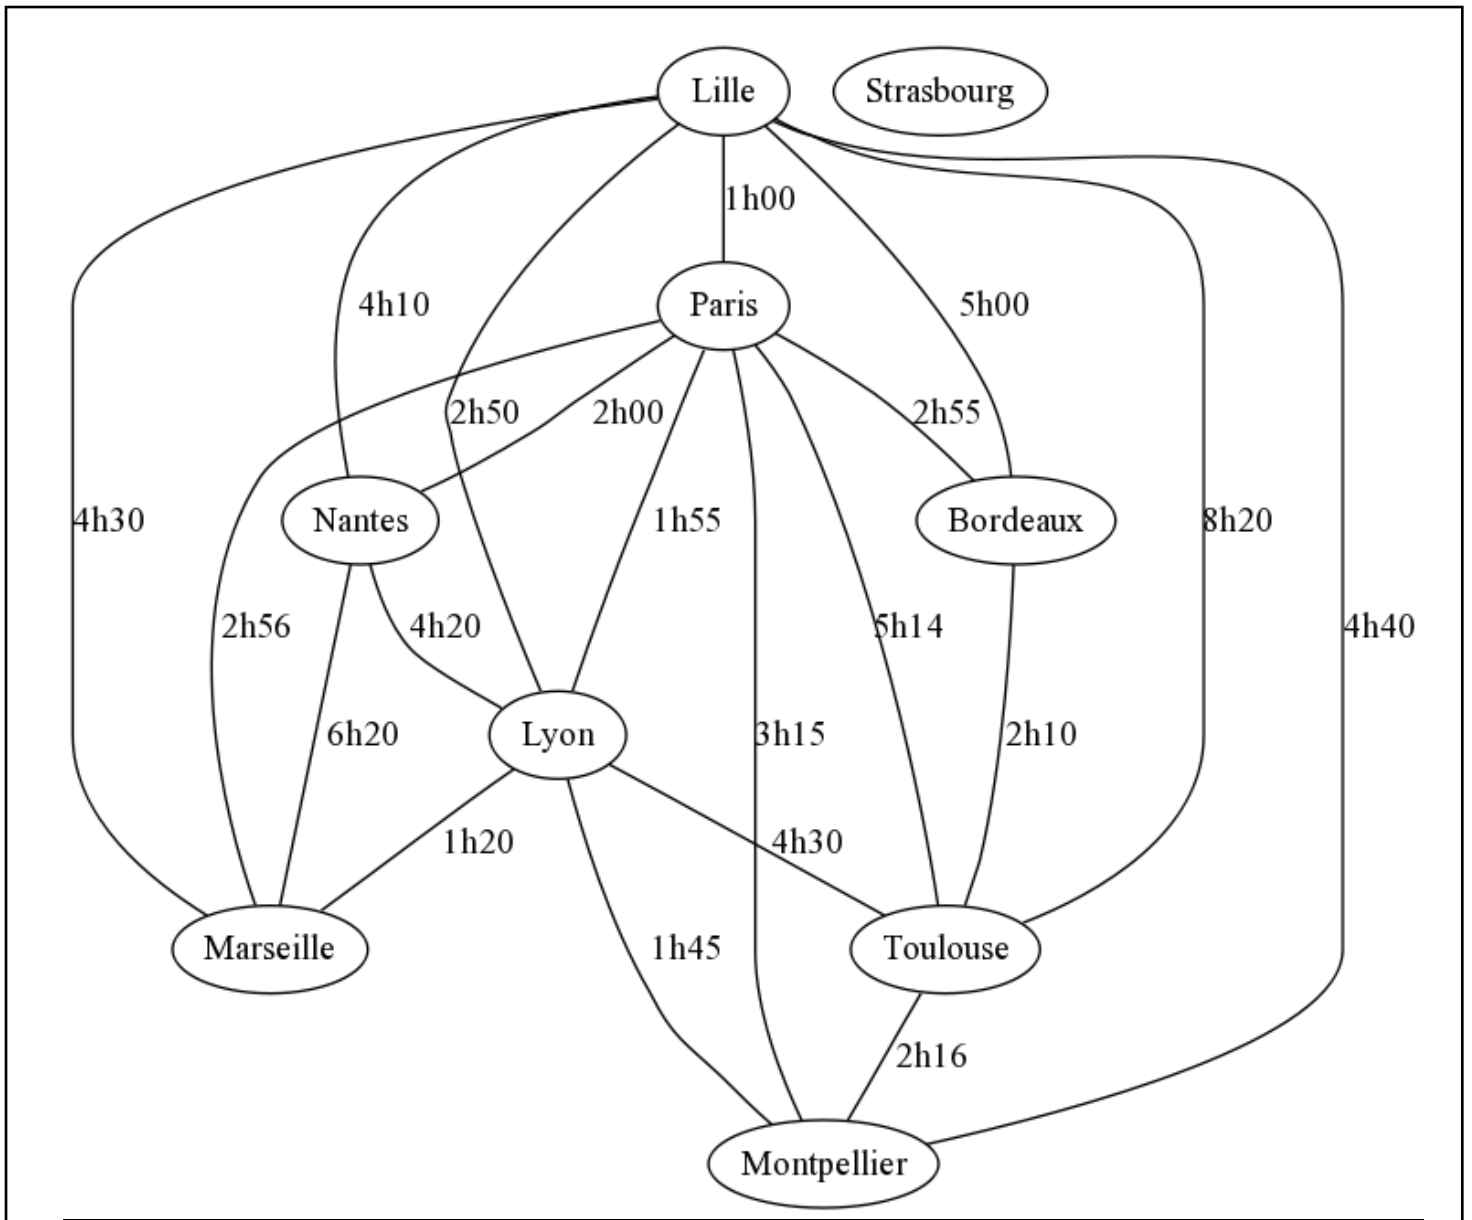 Lille Strasbourg
1h00
4h10 Paris 5h00
2h50 2h00 2h55
4h30 Nantes 1h55 Bordeaux 8h20
2h56 4h20 5h14 4h40
6h20 Lyon 3h15 2h10
1h20 4h30
Marseille 1h45 Toulouse
2h16
Montpellier